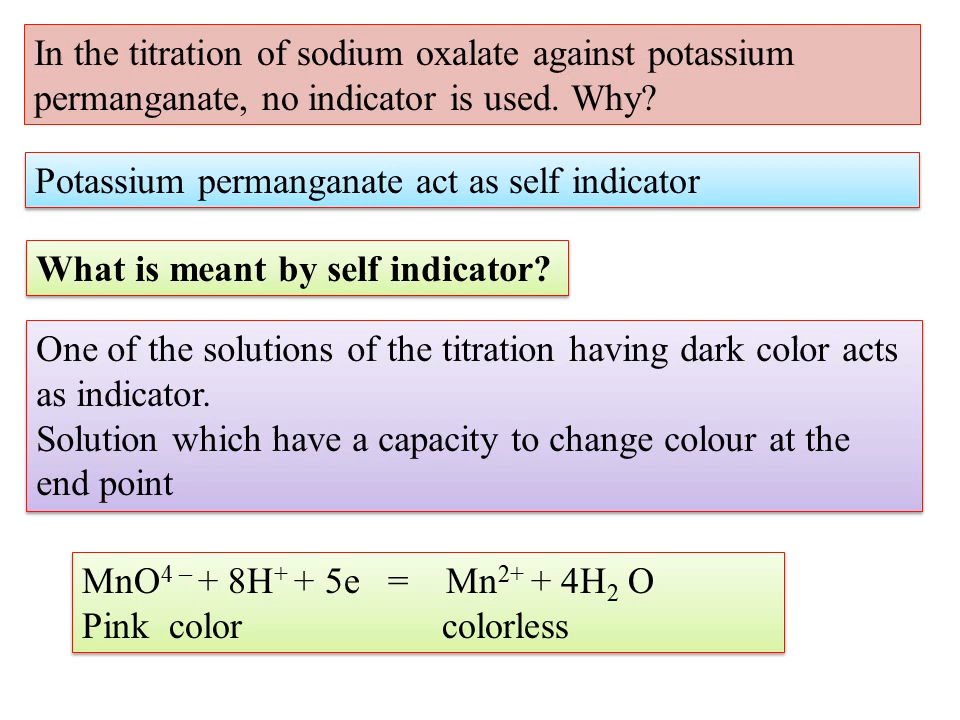 In the titration of sodium oxalate against potassium
permanganate, no indicator is used. Why?
Potassium permanganate act as self indicator
What is meant by self indicator?
One of the solutions of the titration having dark color acts
as indicator.
Solution which have a capacity to change colour at the
end point
MnO⁴⁻ + 8H⁺ + 5e = Mn²⁺ + 4H₂ O
Pink color colorless